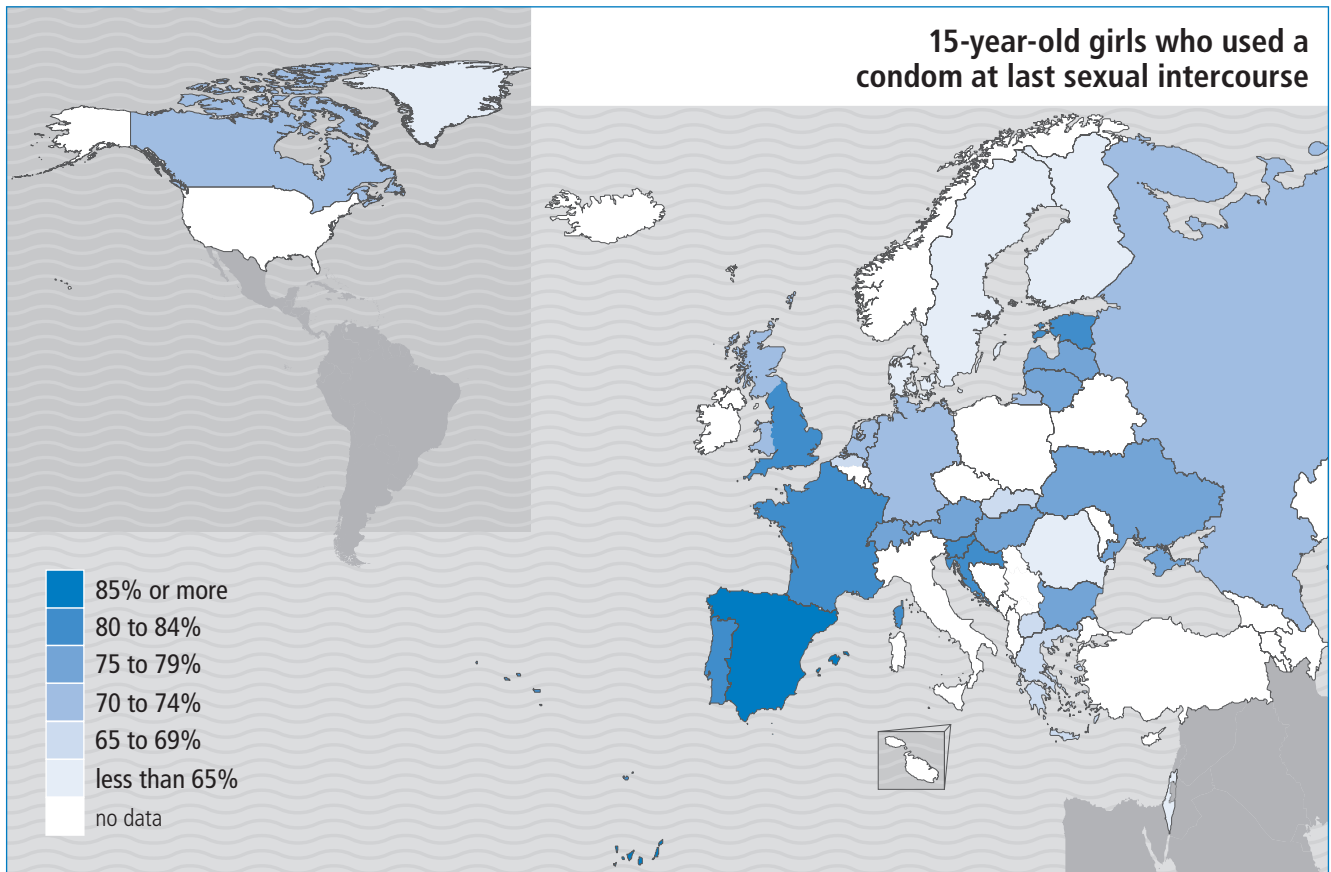 15-year-old girls who used a
condom at last sexual intercourse
85% or more
80 to 84%
75 to 79%
70 to 74%
65 to 69%
less than 65%
no data